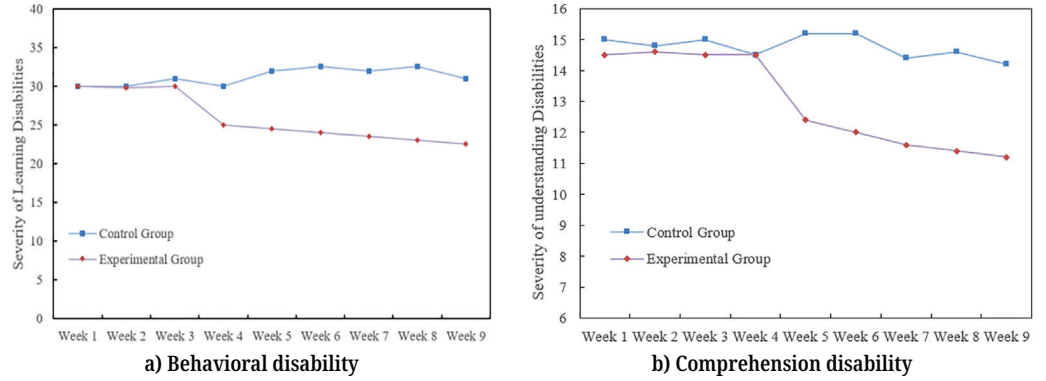 Severity of Learning Disabilities
40
35
30
25
20
15
10
5
0
Control Group
Experimental Group
Week 1 Week 2 Week 3 Week 4 Week 5 Week 6 Week 7 Week 8 Week 9
a) Behavioral disability
Severity of understanding Disabilities
16
15
14
13
12
11
10
9
8
7
6
Control Group
Experimental Group
Week 1 Week 2 Week 3 Week 4 Week 5 Week 6 Week 7 Week 8 Week 9
b) Comprehension disability